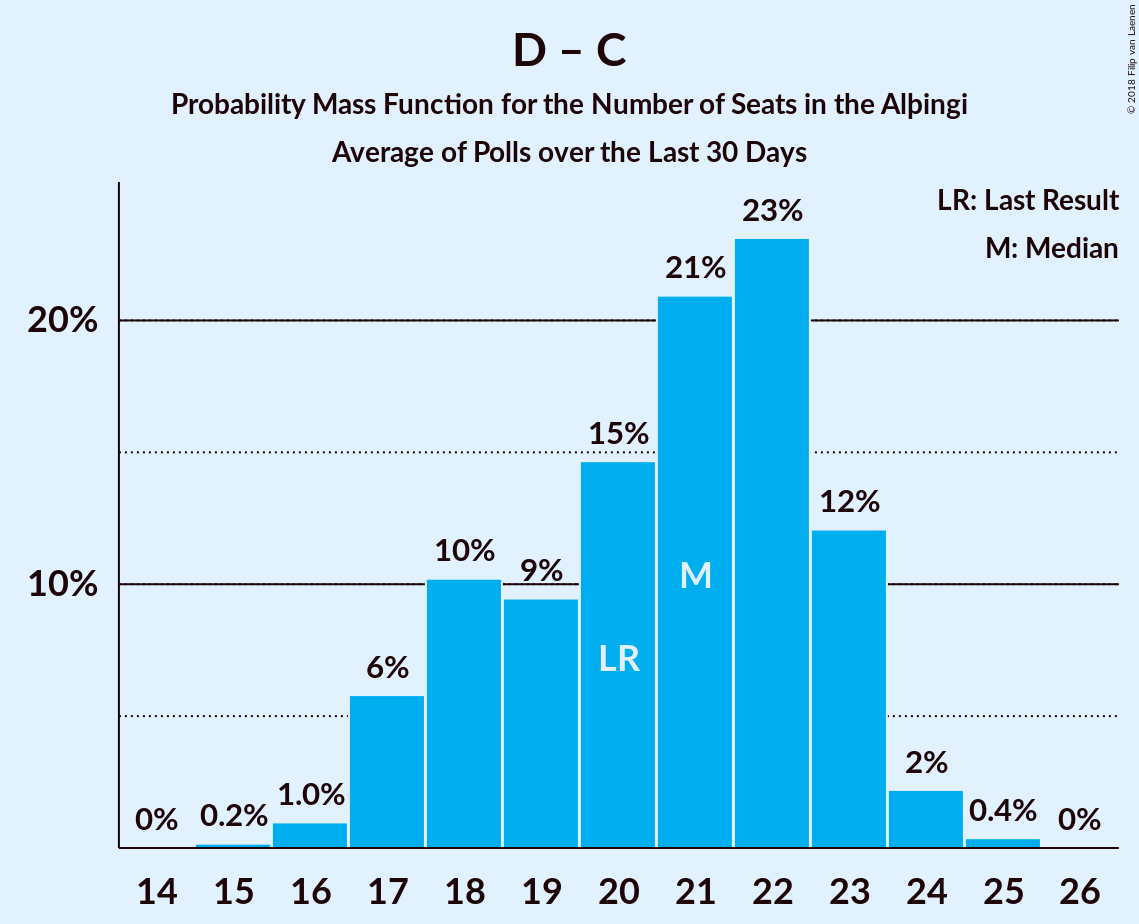 D – C
Probability Mass Function for the Number of Seats in the Alþingi
Average of Polls over the Last 30 Days
© 2018 Filip van Laenen
LR: Last Result
M: Median
20%
10%
0%
0.2%
1.0%
6%
10%
9%
15%
21%
23%
12%
2%
0.4%
0%
LR
M
14 15 16 17 18 19 20 21 22 23 24 25 26